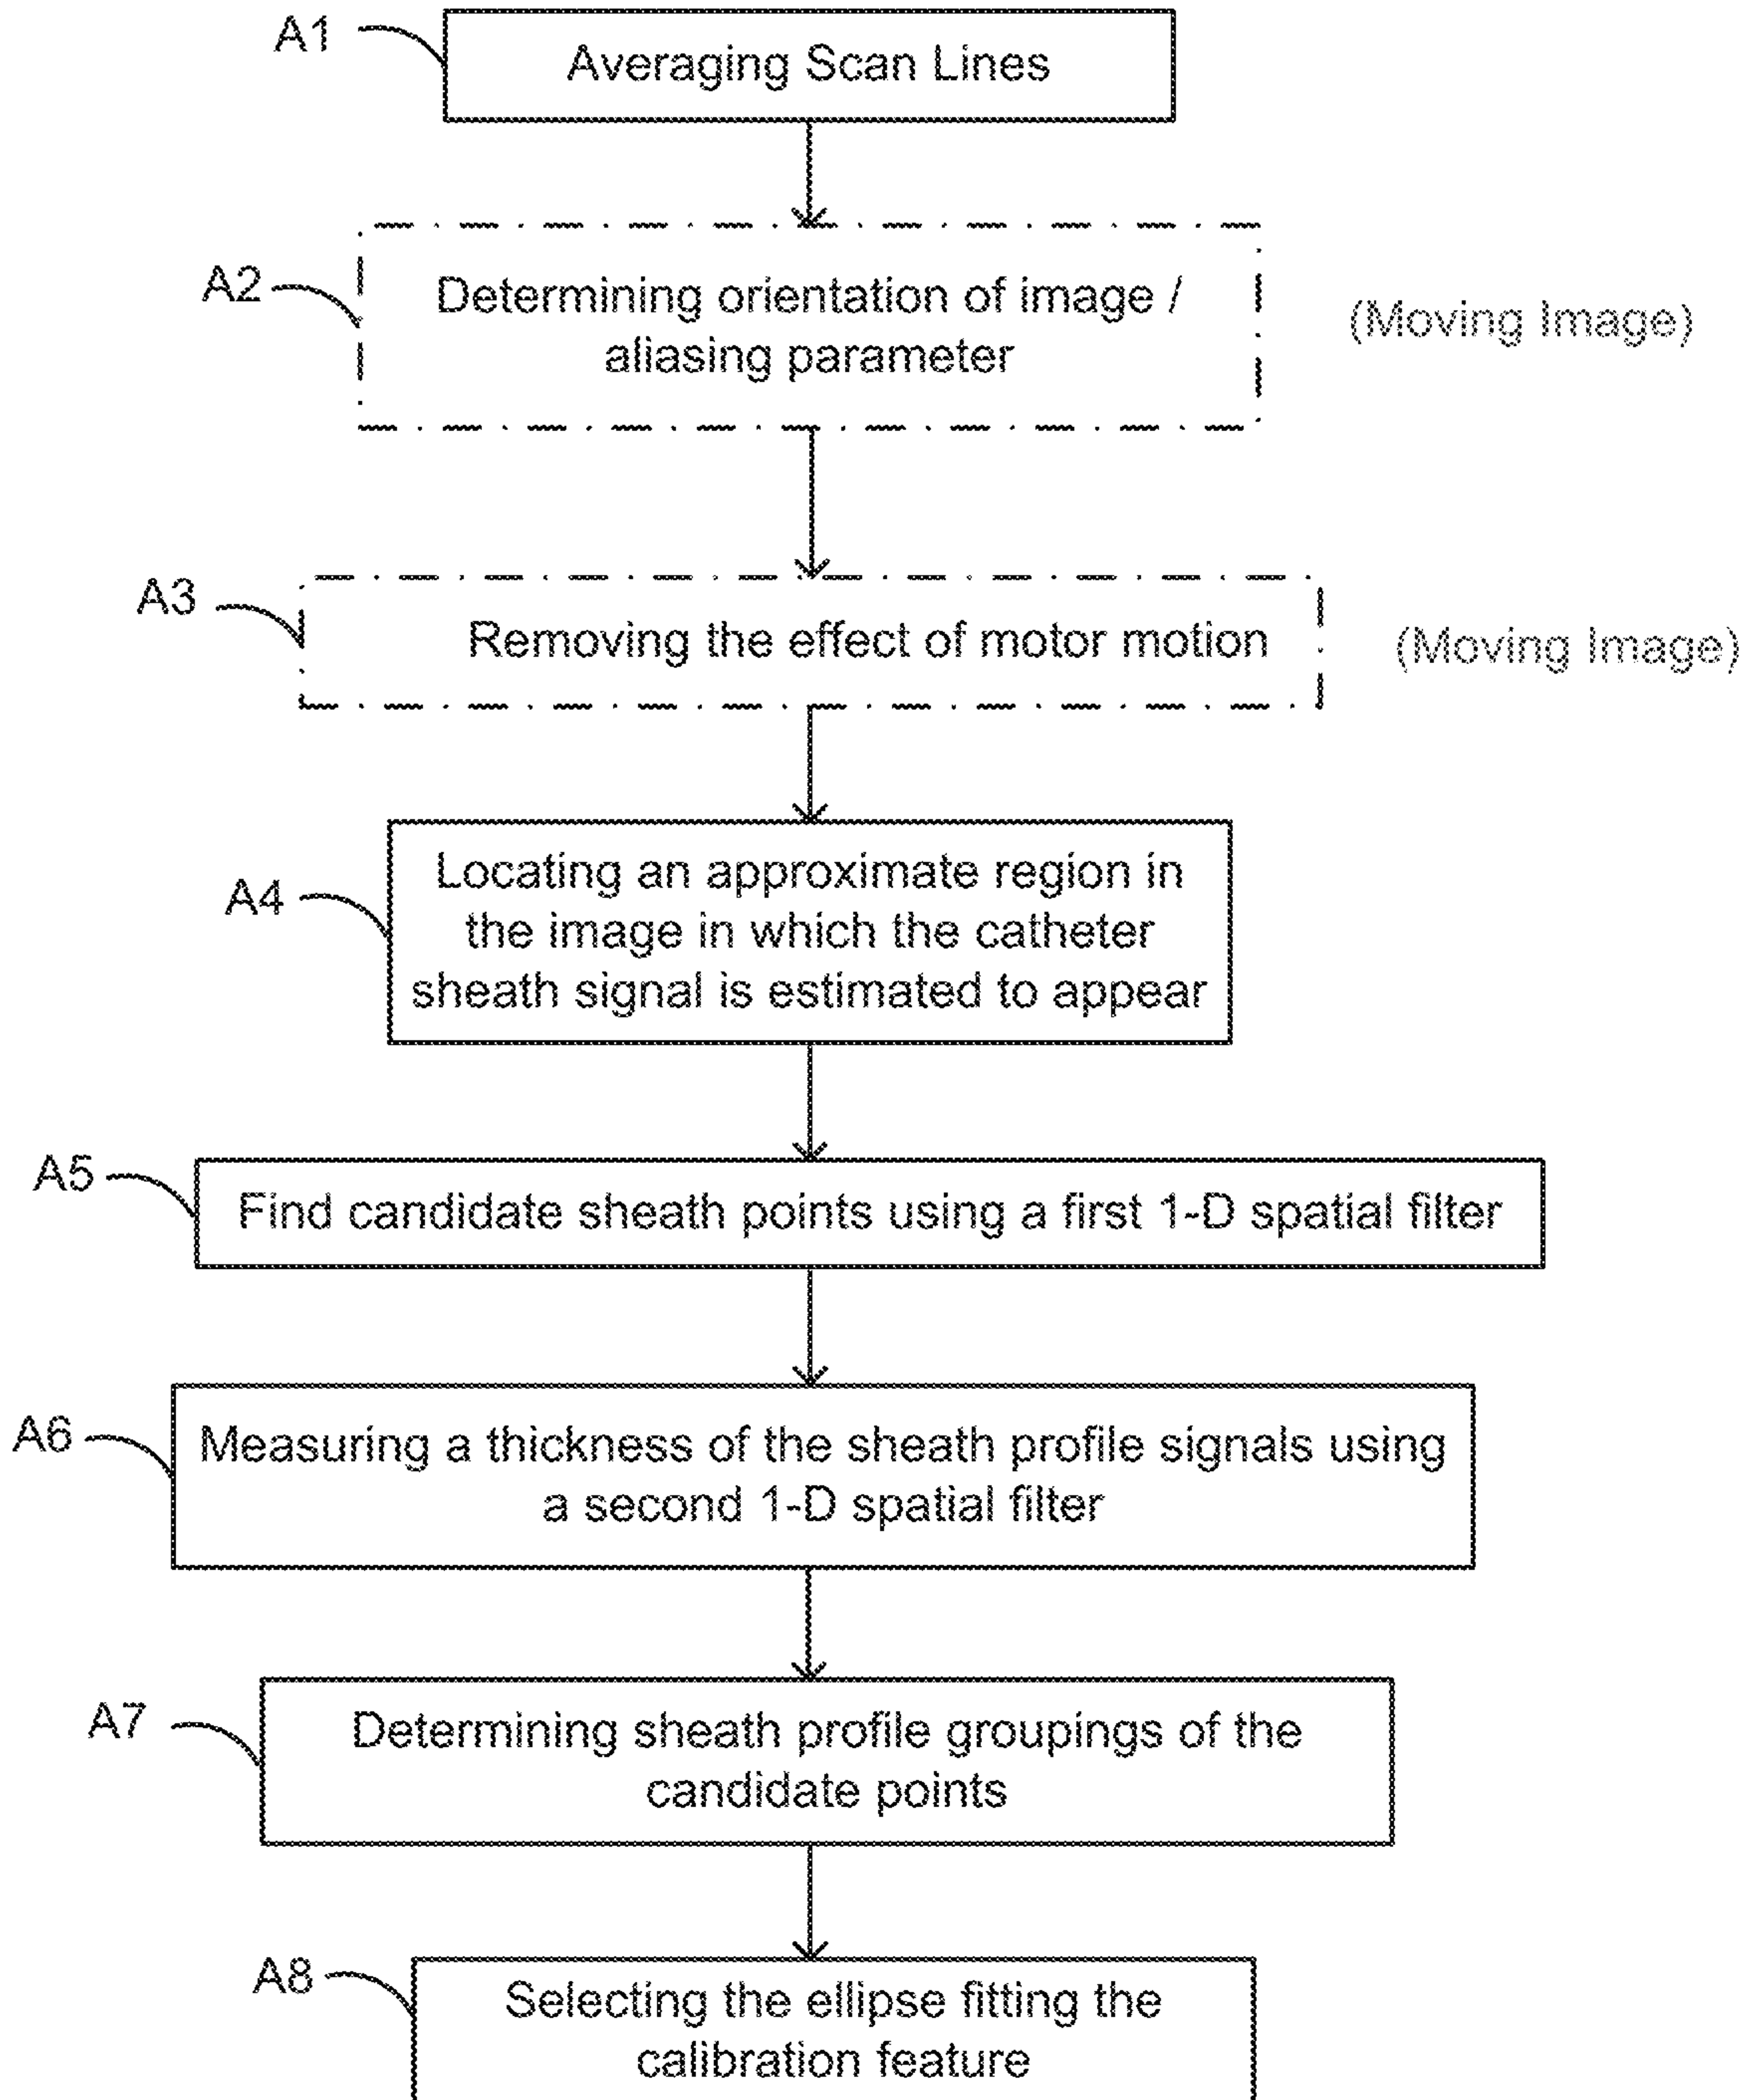 A1
Averaging Scan Lines
A2
Determining orientation of image /
aliasing parameter
(Moving Image)
A3
Removing the effect of motor motion
(Moving Image)
A4
Locating an approximate region in
the image in which the catheter
sheath signal is estimated to appear
A5
Find candidate sheath points using a first 1-D spatial filter
A6
Measuring a thickness of the sheath profile signals using
a second 1-D spatial filter
A7
Determining sheath profile groupings of the
candidate points
A8
Selecting the ellipse fitting the
calibration feature